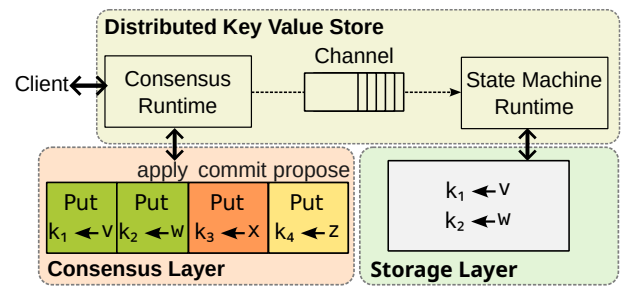 Distributed Key Value Store
Channel
Client
Consensus
Runtime
State Machine
Runtime
apply commit propose
Put Put Put Put
k₁ ← v k₂ ← w k₃ ← x k₄ ← z
k₁ ← v
k₂ ← w
Consensus Layer
Storage Layer